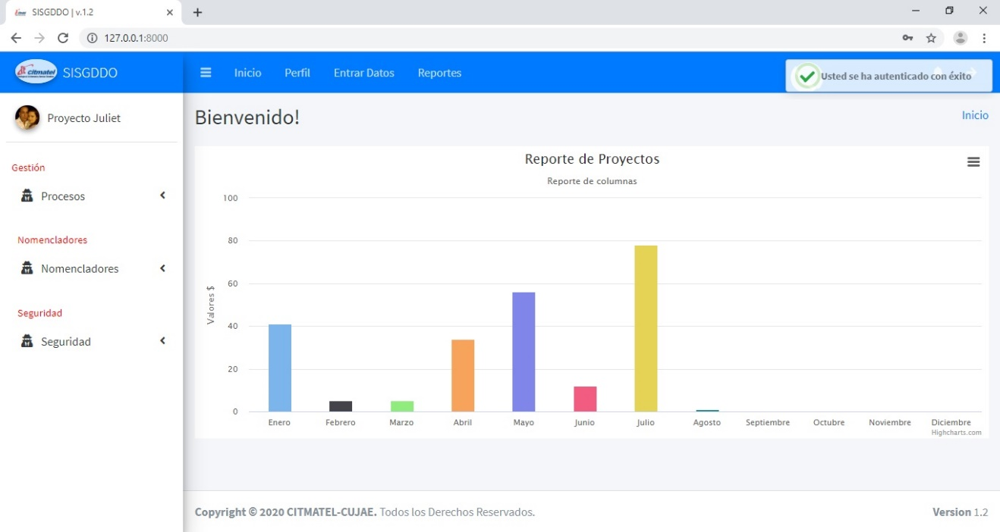 SISGDDO | v.1.2
127.0.0.1:8000
citmatel SISGDDO
Inicio Perfil Entrar Datos Reportes
Usted se ha autenticado con éxito
Proyecto Juliet
Gestión
Procesos
Nomencladores
Nomencladores
Seguridad
Seguridad
Bienvenido!
Inicio
Reporte de Proyectos
Reporte de columnas
Valores $
100
80
60
40
20
0
Enero Febrero Marzo Abril Mayo Junio Julio Agosto Septiembre Octubre Noviembre Diciembre
Highcharts.com
Copyright © 2020 CITMATEL-CUJAE. Todos los Derechos Reservados.
Version 1.2